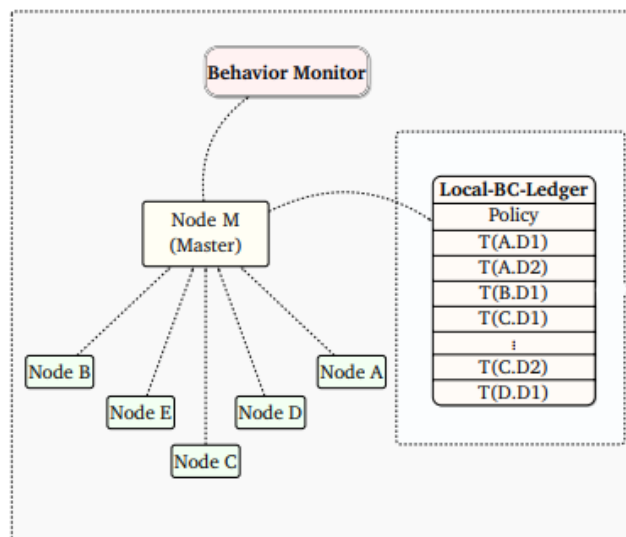 Behavior Monitor
Node M
(Master)
Local-BC-Ledger
Policy
T(A.D1)
T(A.D2)
T(B.D1)
T(C.D1)
⋮
T(C.D2)
T(D.D1)
Node B
Node A
Node E
Node D
Node C